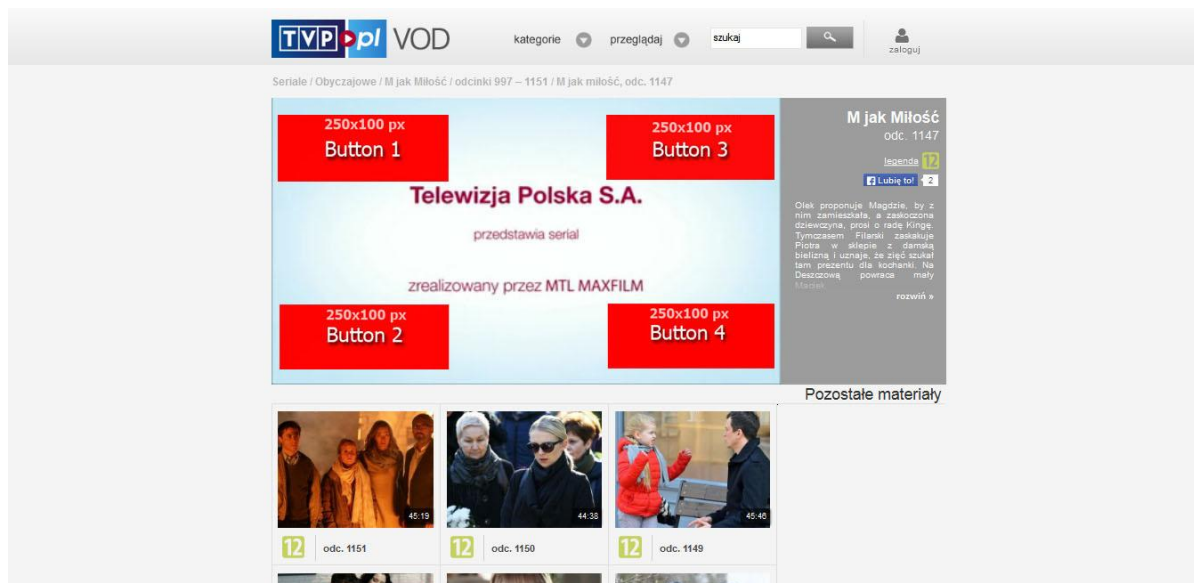 TVP.pl VOD
kategorie
przeglądaj
szukaj
zaloguj
Seriale / Obyczajowe / M jak Miłość / odcinki 997 – 1151 / M jak miłość, odc. 1147
250x100 px
Button 1
250x100 px
Button 3
Telewizja Polska S.A.
przedstawia serial
zrealizowany przez MTL MAXFILM
250x100 px
Button 2
250x100 px
Button 4
M jak Miłość
odc. 1147
legenda 12
Lubię to! 2
Olek proponuje Magdzie, by z
nim zamieszkała, a zaskoczona
dziewczyna, prosi o radę Kingę.
Tymczasem Filarski zaskakuje
Piotra w sklepie z damską
bielizną i uznaje, że zięć szukał
tam prezentu dla kochanki. Na
Deszczową powraca mały
Maciek
rozwiń »
Pozostałe materiały
45:19
44:38
45:46
12 odc. 1151
12 odc. 1150
12 odc. 1149